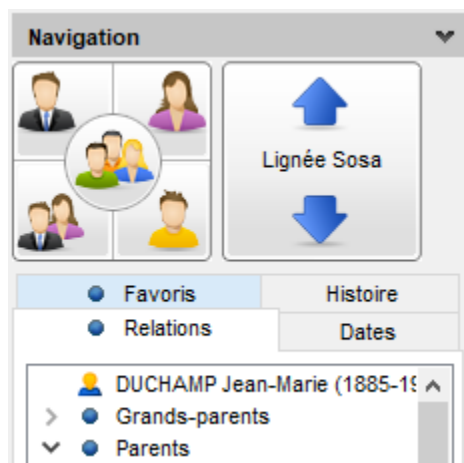 Navigation
Lignée Sosa
Favoris
Histoire
Relations
Dates
DUCHAMP Jean-Marie (1885-19
Grands-parents
Parents